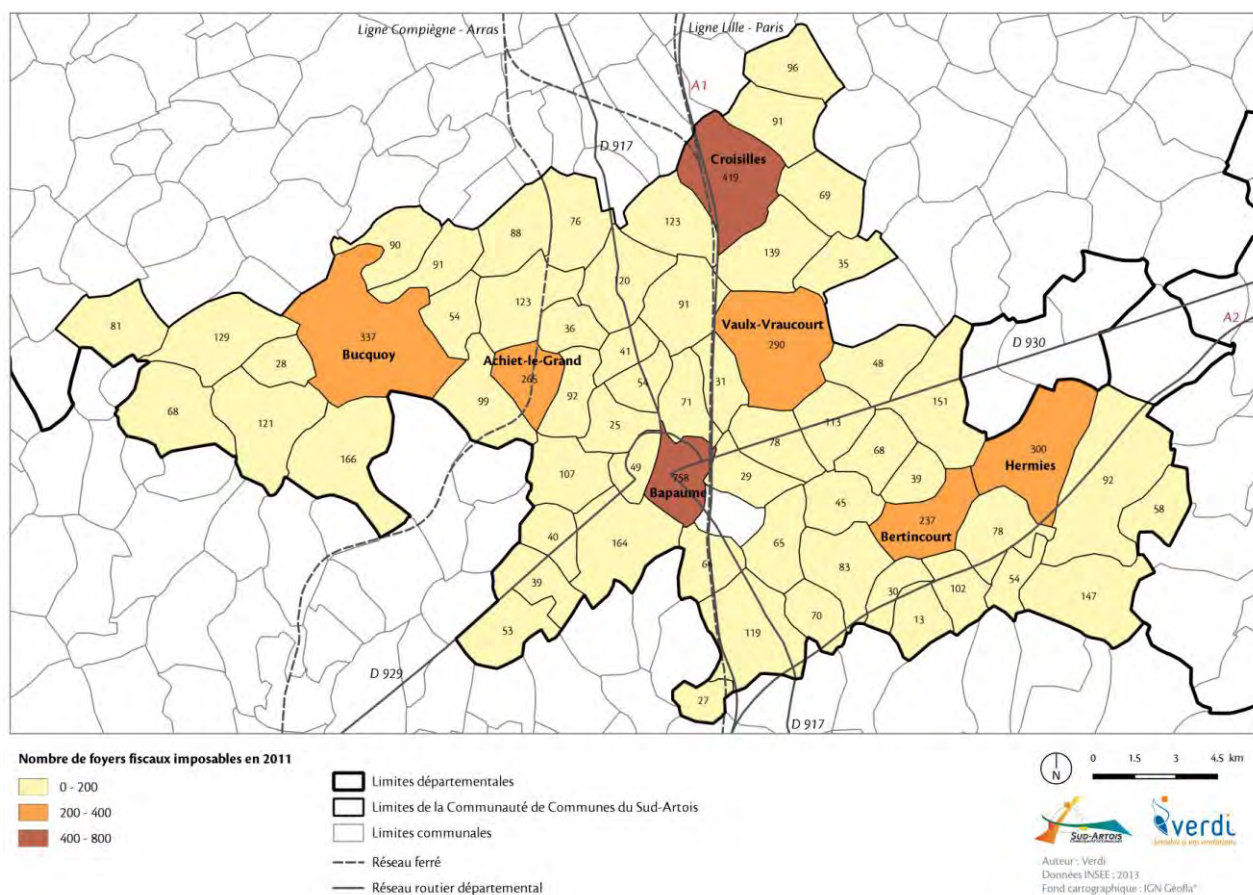 Ligne Compiègne - Arras
Ligne Lille - Paris
96
A1
91
D 917
Croisilles
419
69
76
123
88
90
139
91
35
123
20
91
54
36
81
129
337
Bucquoy
Vaulx-Vraucourt
290
A2
D 930
28
Achiet-le-Grand
265
41
48
54
31
99
92
71
151
68
121
25
113
78
68
300
Hermies
166
107
49
758
Bapaume
29
39
92
45
58
237
Bertincourt
78
40
164
65
83
39
30
102
54
13
147
53
119
70
D 929
27
D 917
Nombre de foyers fiscaux imposables en 2011
0 - 200
200 - 400
400 - 800
Limites départementales
Limites de la Communauté de Communes du Sud-Artois
Limites communales
Réseau ferré
Réseau routier départemental
N
0 1.5 3 4.5 km
SUD-ARTOIS
verdi
Auteur : Verdi
Données INSEE ; 2013
Fond cartographique : IGN Géofla®